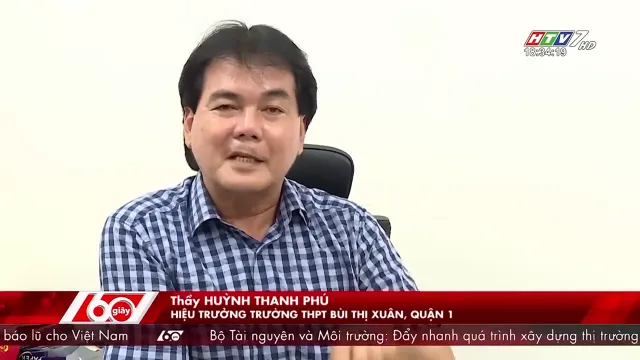 HTV7 HD
18:34:19
Thầy HUỲNH THANH PHÚ
HIỆU TRƯỞNG TRƯỜNG THPT BÙI THỊ XUÂN, QUẬN 1
60 giây
báo lũ cho Việt Nam 60 giây Bộ Tài nguyên và Môi trường: Đẩy nhanh quá trình xây dựng thị trường